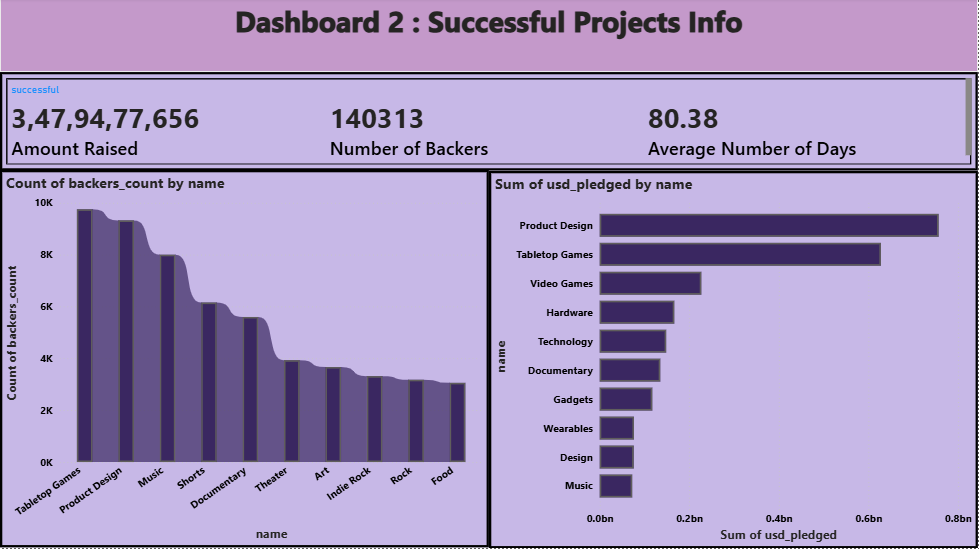 Dashboard 2 : Successful Projects Info
successful
3,47,94,77,656
140313
80.38
Amount Raised
Number of Backers
Average Number of Days
Count of backers_count by name
10K
8K
6K
4K
2K
0K
Count of backers_count
Tabletop Games
Product Design
Music
Shorts
Documentary
Theater
Art
Indie Rock
Rock
Food
name
Sum of usd_pledged by name
name
Product Design
Tabletop Games
Video Games
Hardware
Technology
Documentary
Gadgets
Wearables
Design
Music
0.0bn
0.2bn
0.4bn
0.6bn
0.8bn
Sum of usd_pledged